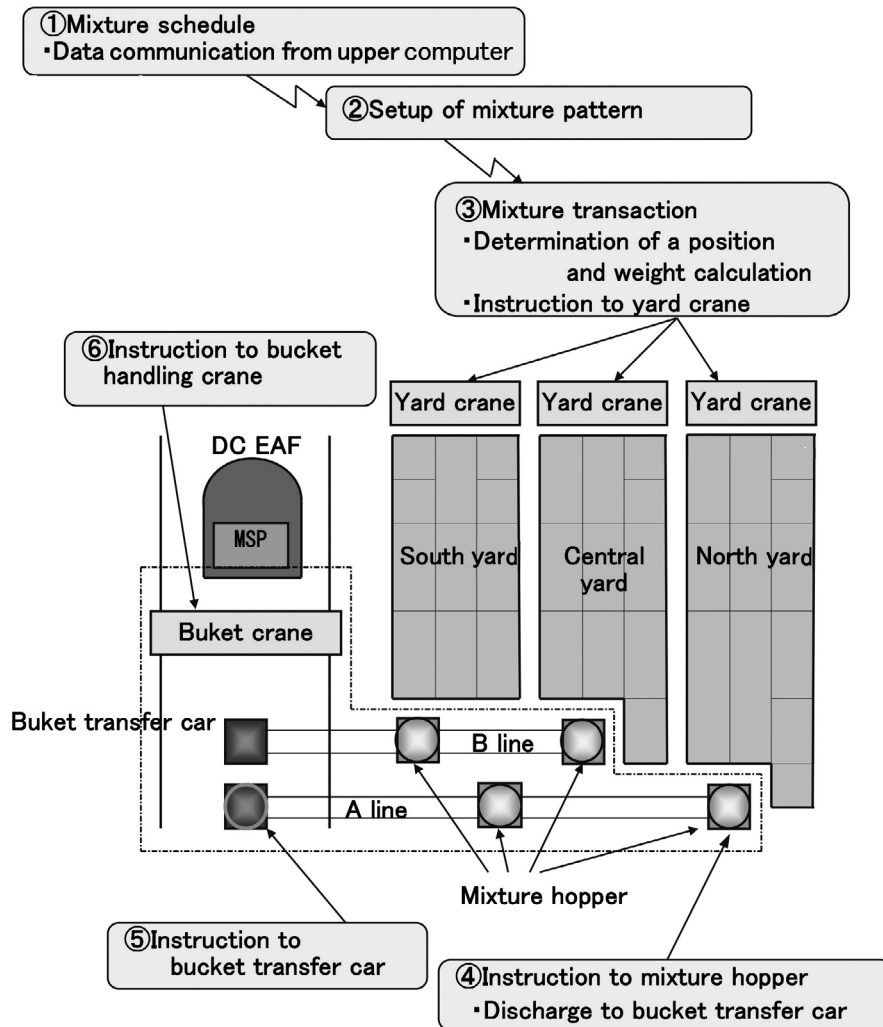 ①Mixture schedule
・Data communication from upper computer
②Setup of mixture pattern
③Mixture transaction
・Determination of a position
and weight calculation
・Instruction to yard crane
⑥Instruction to bucket
handling crane
Yard crane
Yard crane
Yard crane
DC EAF
MSP
South yard
Central
yard
North yard
Buket crane
Buket transfer car
B line
A line
Mixture hopper
⑤Instruction to
bucket transfer car
④Instruction to mixture hopper
・Discharge to bucket transfer car